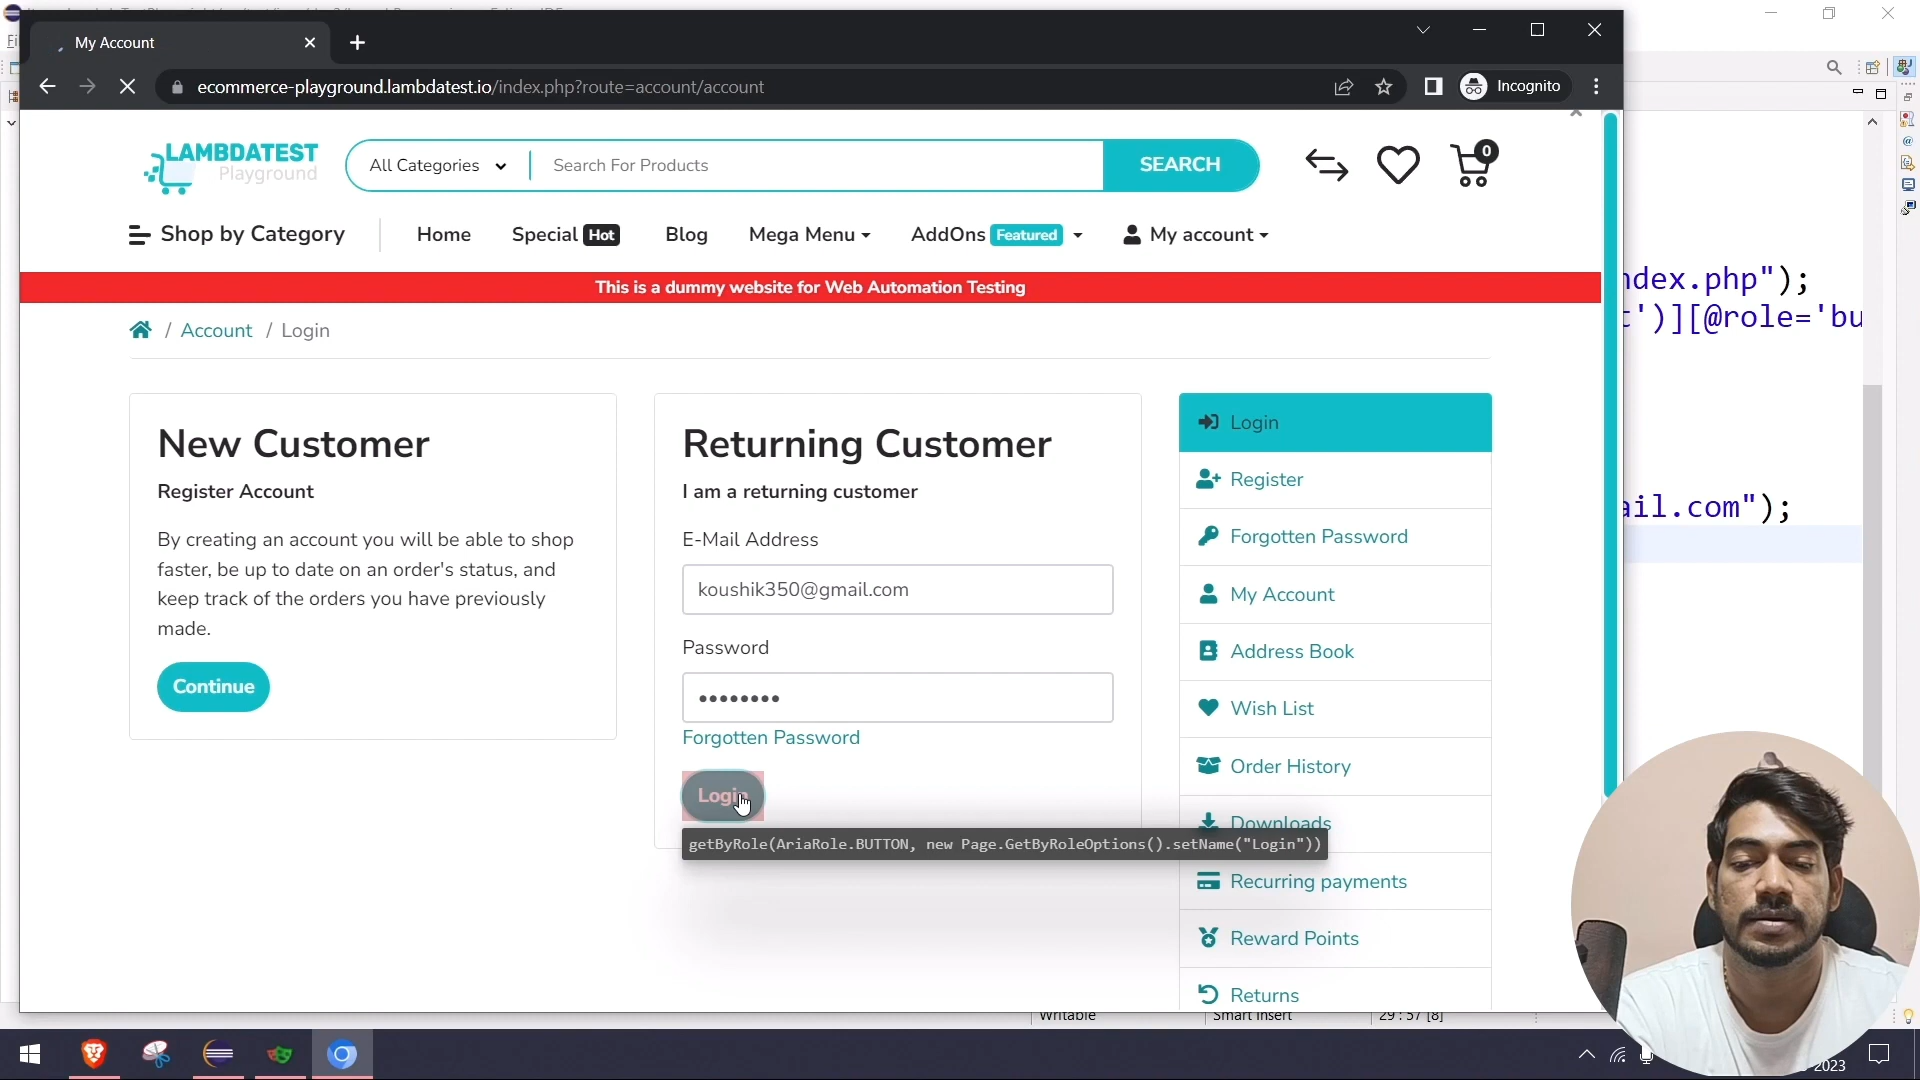 My Account
ecommerce-playground.lambdatest.io/index.php?route=account/account
Incognito
LAMBDATEST
Playground
All Categories
Search For Products
SEARCH
0
Shop by Category
Home
Special Hot
Blog
Mega Menu
AddOns Featured
My account
This is a dummy website for Web Automation Testing
/ Account / Login
New Customer
Register Account
By creating an account you will be able to shop
faster, be up to date on an order's status, and
keep track of the orders you have previously
made.
Continue
Returning Customer
I am a returning customer
E-Mail Address
koushik350@gmail.com
Password
••••••••
Forgotten Password
Login
getByRole(AriaRole.BUTTON, new Page.GetByRoleOptions().setName("Login"))
Login
Register
Forgotten Password
My Account
Address Book
Wish List
Order History
Downloads
Recurring payments
Reward Points
Returns
ndex.php");
t')][@role='bu
ail.com");
Writable
Smart Insert
29 : 57 [8]
2023